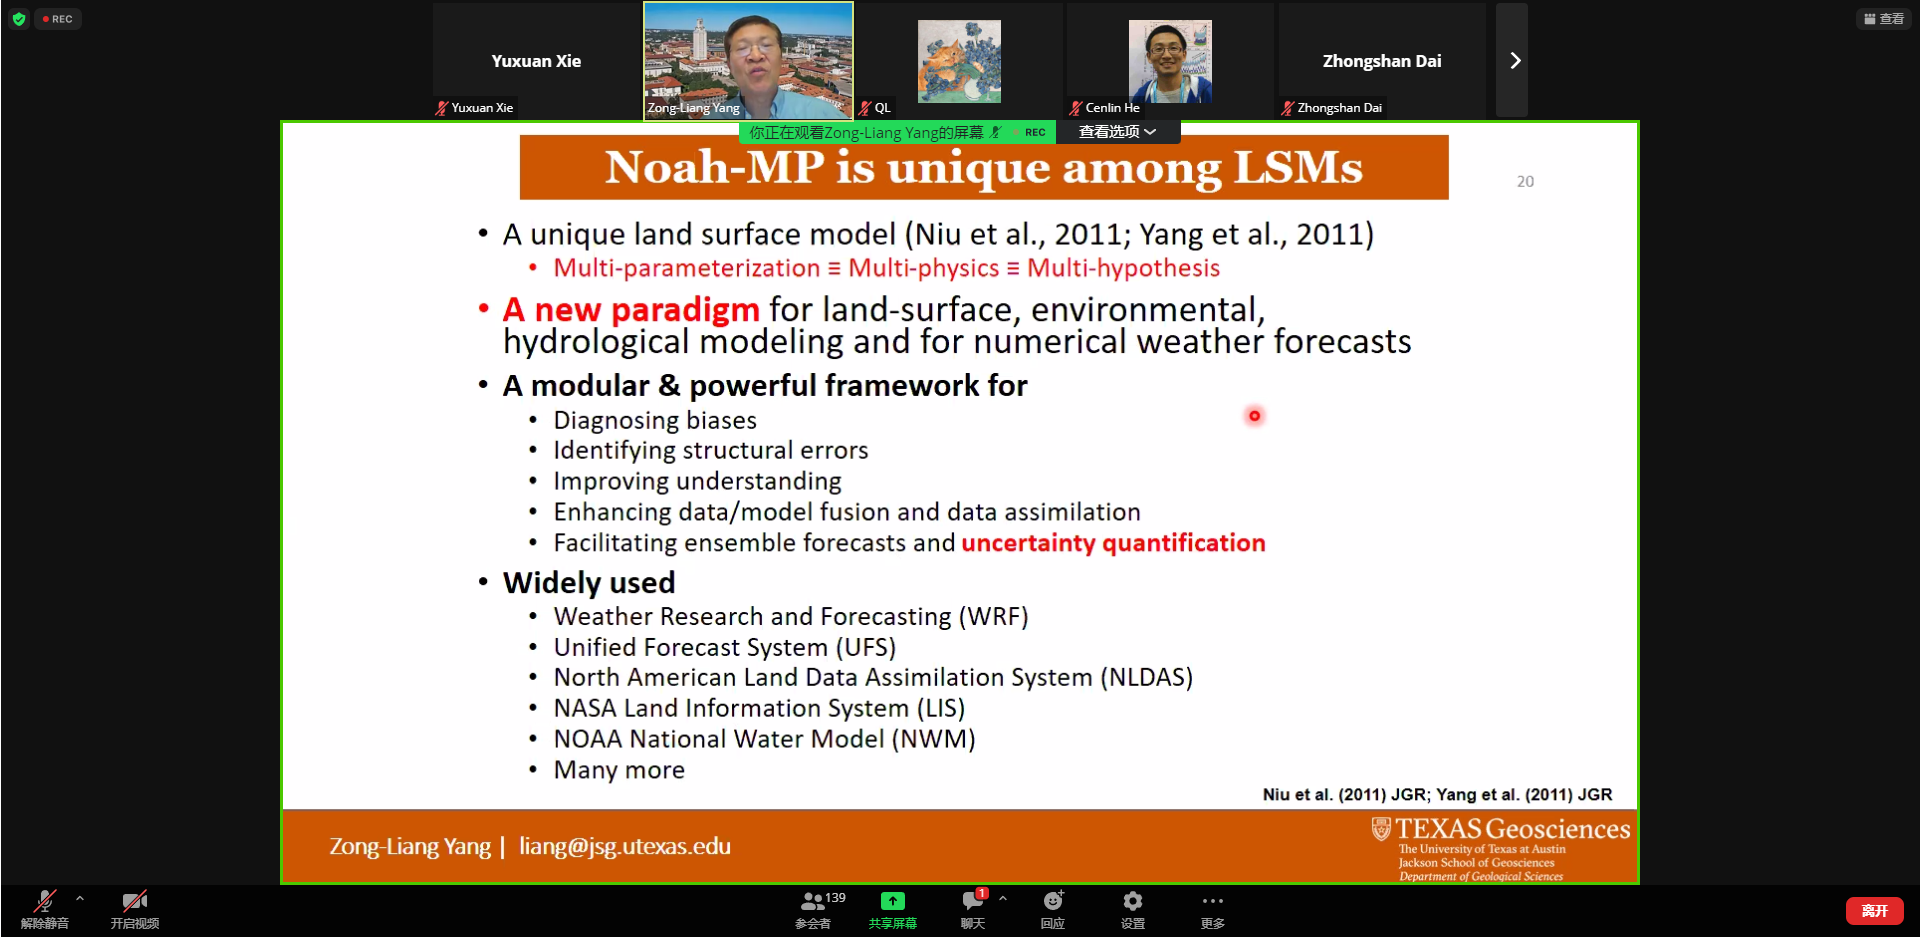 REC
查看
Yuxuan Xie
Zhongshan Dai
Yuxuan Xie
Zong-Liang Yang
QL
Cenlin He
Zhongshan Dai
你正在观看Zong-Liang Yang的屏幕
REC
查看选项
Noah-MP is unique among LSMs
20
• A unique land surface model (Niu et al., 2011; Yang et al., 2011)
• Multi-parameterization ≡ Multi-physics ≡ Multi-hypothesis
• A new paradigm for land-surface, environmental,
hydrological modeling and for numerical weather forecasts
• A modular & powerful framework for
• Diagnosing biases
• Identifying structural errors
• Improving understanding
• Enhancing data/model fusion and data assimilation
• Facilitating ensemble forecasts and uncertainty quantification
• Widely used
• Weather Research and Forecasting (WRF)
• Unified Forecast System (UFS)
• North American Land Data Assimilation System (NLDAS)
• NASA Land Information System (LIS)
• NOAA National Water Model (NWM)
• Many more
Niu et al. (2011) JGR; Yang et al. (2011) JGR
Zong-Liang Yang | liang@jsg.utexas.edu
TEXAS Geosciences
The University of Texas at Austin
Jackson School of Geosciences
Department of Geological Sciences
解除静音
开启视频
139
参会者
共享屏幕
1
聊天
回应
设置
更多
离开